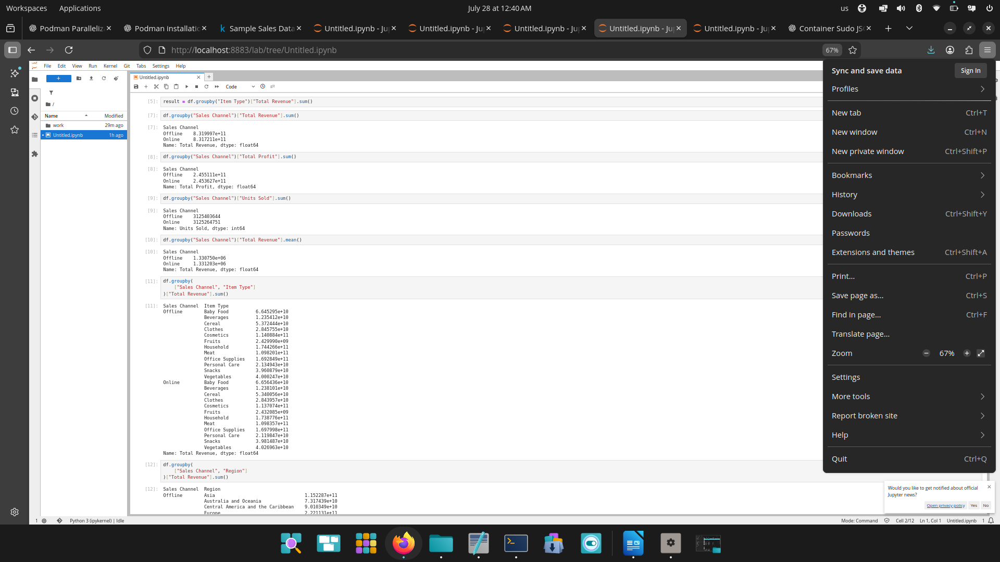 Workspaces Applications July 28 at 12:40 AM us
Podman Paralleliz Podman installatio Sample Sales Data Untitled.ipynb - Ju Untitled.ipynb - Ju Untitled.ipynb - Ju Untitled.ipynb - Ju Untitled.ipynb - Ju Container Sudo JS
http://localhost:8883/lab/tree/Untitled.ipynb 67%
File Edit View Run Kernel Git Tabs Settings Help
Untitled.ipynb
Code git
/
Name Modified
work 29m ago
Untitled.ipynb 1h ago
[5]: result = df.groupby("Item Type")["Total Revenue"].sum()
[7]: df.groupby("Sales Channel")["Total Revenue"].sum()
[7]: Sales Channel
Offline 8.319997e+11
Online 8.317211e+11
Name: Total Revenue, dtype: float64
[8]: df.groupby("Sales Channel")["Total Profit"].sum()
[8]: Sales Channel
Offline 2.455111e+11
Online 2.453627e+11
Name: Total Profit, dtype: float64
[9]: df.groupby("Sales Channel")["Units Sold"].sum()
[9]: Sales Channel
Offline 3125403644
Online 3125264751
Name: Units Sold, dtype: int64
[10]: df.groupby("Sales Channel")["Total Revenue"].mean()
[10]: Sales Channel
Offline 1.330750e+06
Online 1.331203e+06
Name: Total Revenue, dtype: float64
[11]: df.groupby(
["Sales Channel", "Item Type"]
)["Total Revenue"].sum()
[11]: Sales Channel Item Type
Offline Baby Food 6.645295e+10
Beverages 1.235412e+10
Cereal 5.372444e+10
Clothes 2.845755e+10
Cosmetics 1.140884e+11
Fruits 2.429990e+09
Household 1.744266e+11
Meat 1.098201e+11
Office Supplies 1.692849e+11
Personal Care 2.134943e+10
Snacks 3.960879e+10
Vegetables 4.000247e+10
Online Baby Food 6.656436e+10
Beverages 1.238101e+10
Cereal 5.340056e+10
Clothes 2.843957e+10
Cosmetics 1.137074e+11
Fruits 2.432085e+09
Household 1.738776e+11
Meat 1.098357e+11
Office Supplies 1.697998e+11
Personal Care 2.119847e+10
Snacks 3.981487e+10
Vegetables 4.026963e+10
Name: Total Revenue, dtype: float64
[12]: df.groupby(
["Sales Channel", "Region"]
)["Total Revenue"].sum()
[12]: Sales Channel Region
Offline Asia 1.152287e+11
Australia and Oceania 7.317439e+10
Central America and the Caribbean 9.010349e+10
Europe 2.221131e+11
Sync and save data Sign In
Profiles
New tab Ctrl+T
New window Ctrl+N
New private window Ctrl+Shift+P
Bookmarks
History
Downloads Ctrl+Shift+Y
Passwords
Extensions and themes Ctrl+Shift+A
Print... Ctrl+P
Save page as... Ctrl+S
Find in page... Ctrl+F
Translate page...
Zoom 67%
Settings
More tools
Report broken site
Help
Quit Ctrl+Q
Would you like to get notified about official
Jupyter news?
Open privacy policy Yes No
1 Python 3 (ipykernel) | Idle Mode: Command Cell 2/12 Ln 1, Col 1 Untitled.ipynb 1